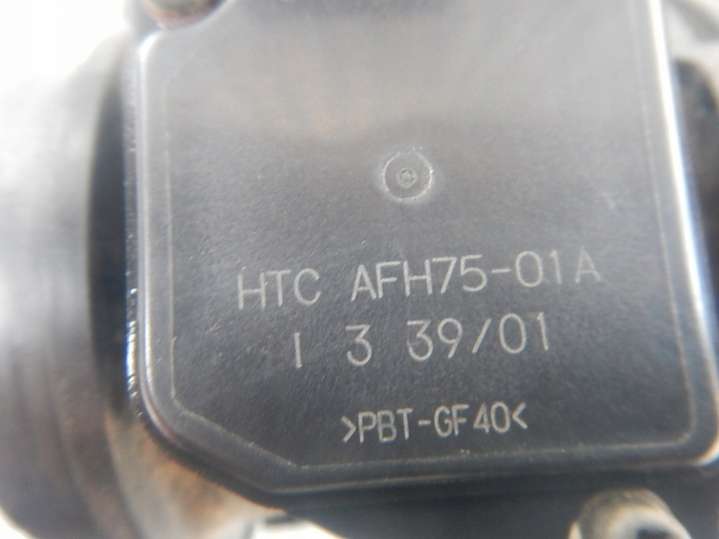 HTC AFH75-01A
I 3 39/01
>PBT-GF40<